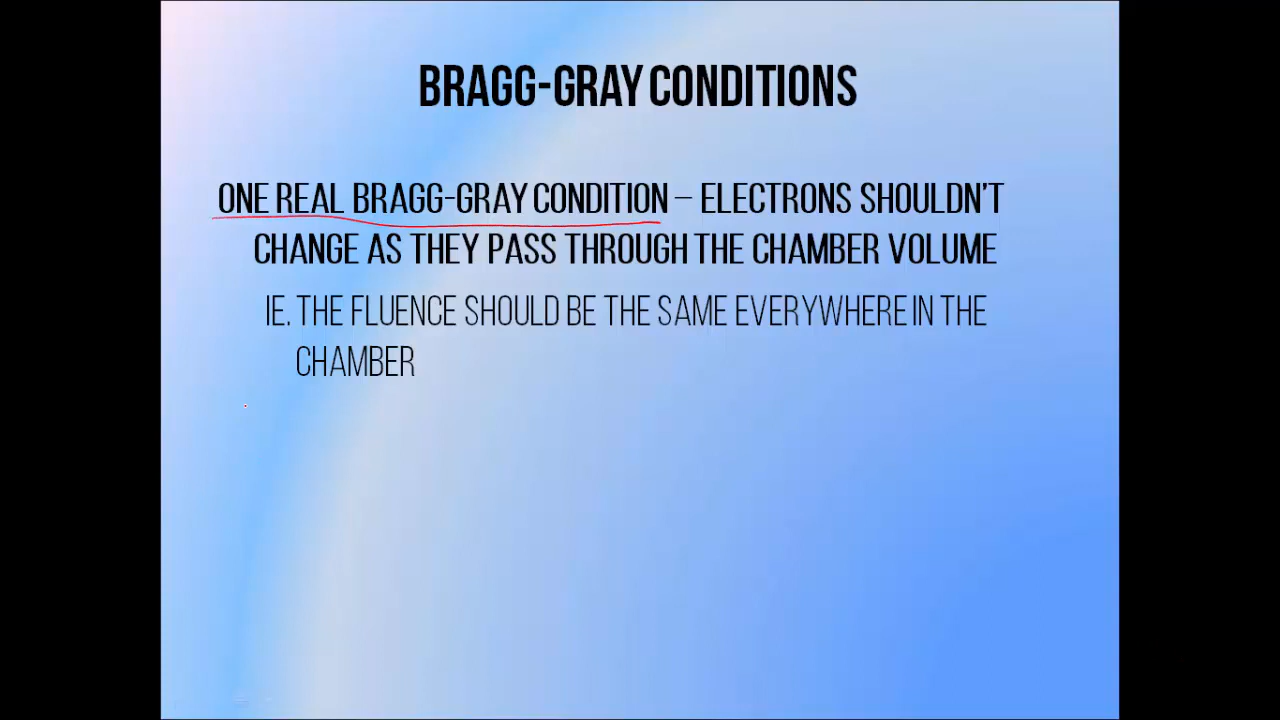 BRAGG-GRAY CONDITIONS
ONE REAL BRAGG-GRAY CONDITION – ELECTRONS SHOULDN'T
CHANGE AS THEY PASS THROUGH THE CHAMBER VOLUME
IE. THE FLUENCE SHOULD BE THE SAME EVERYWHERE IN THE
CHAMBER